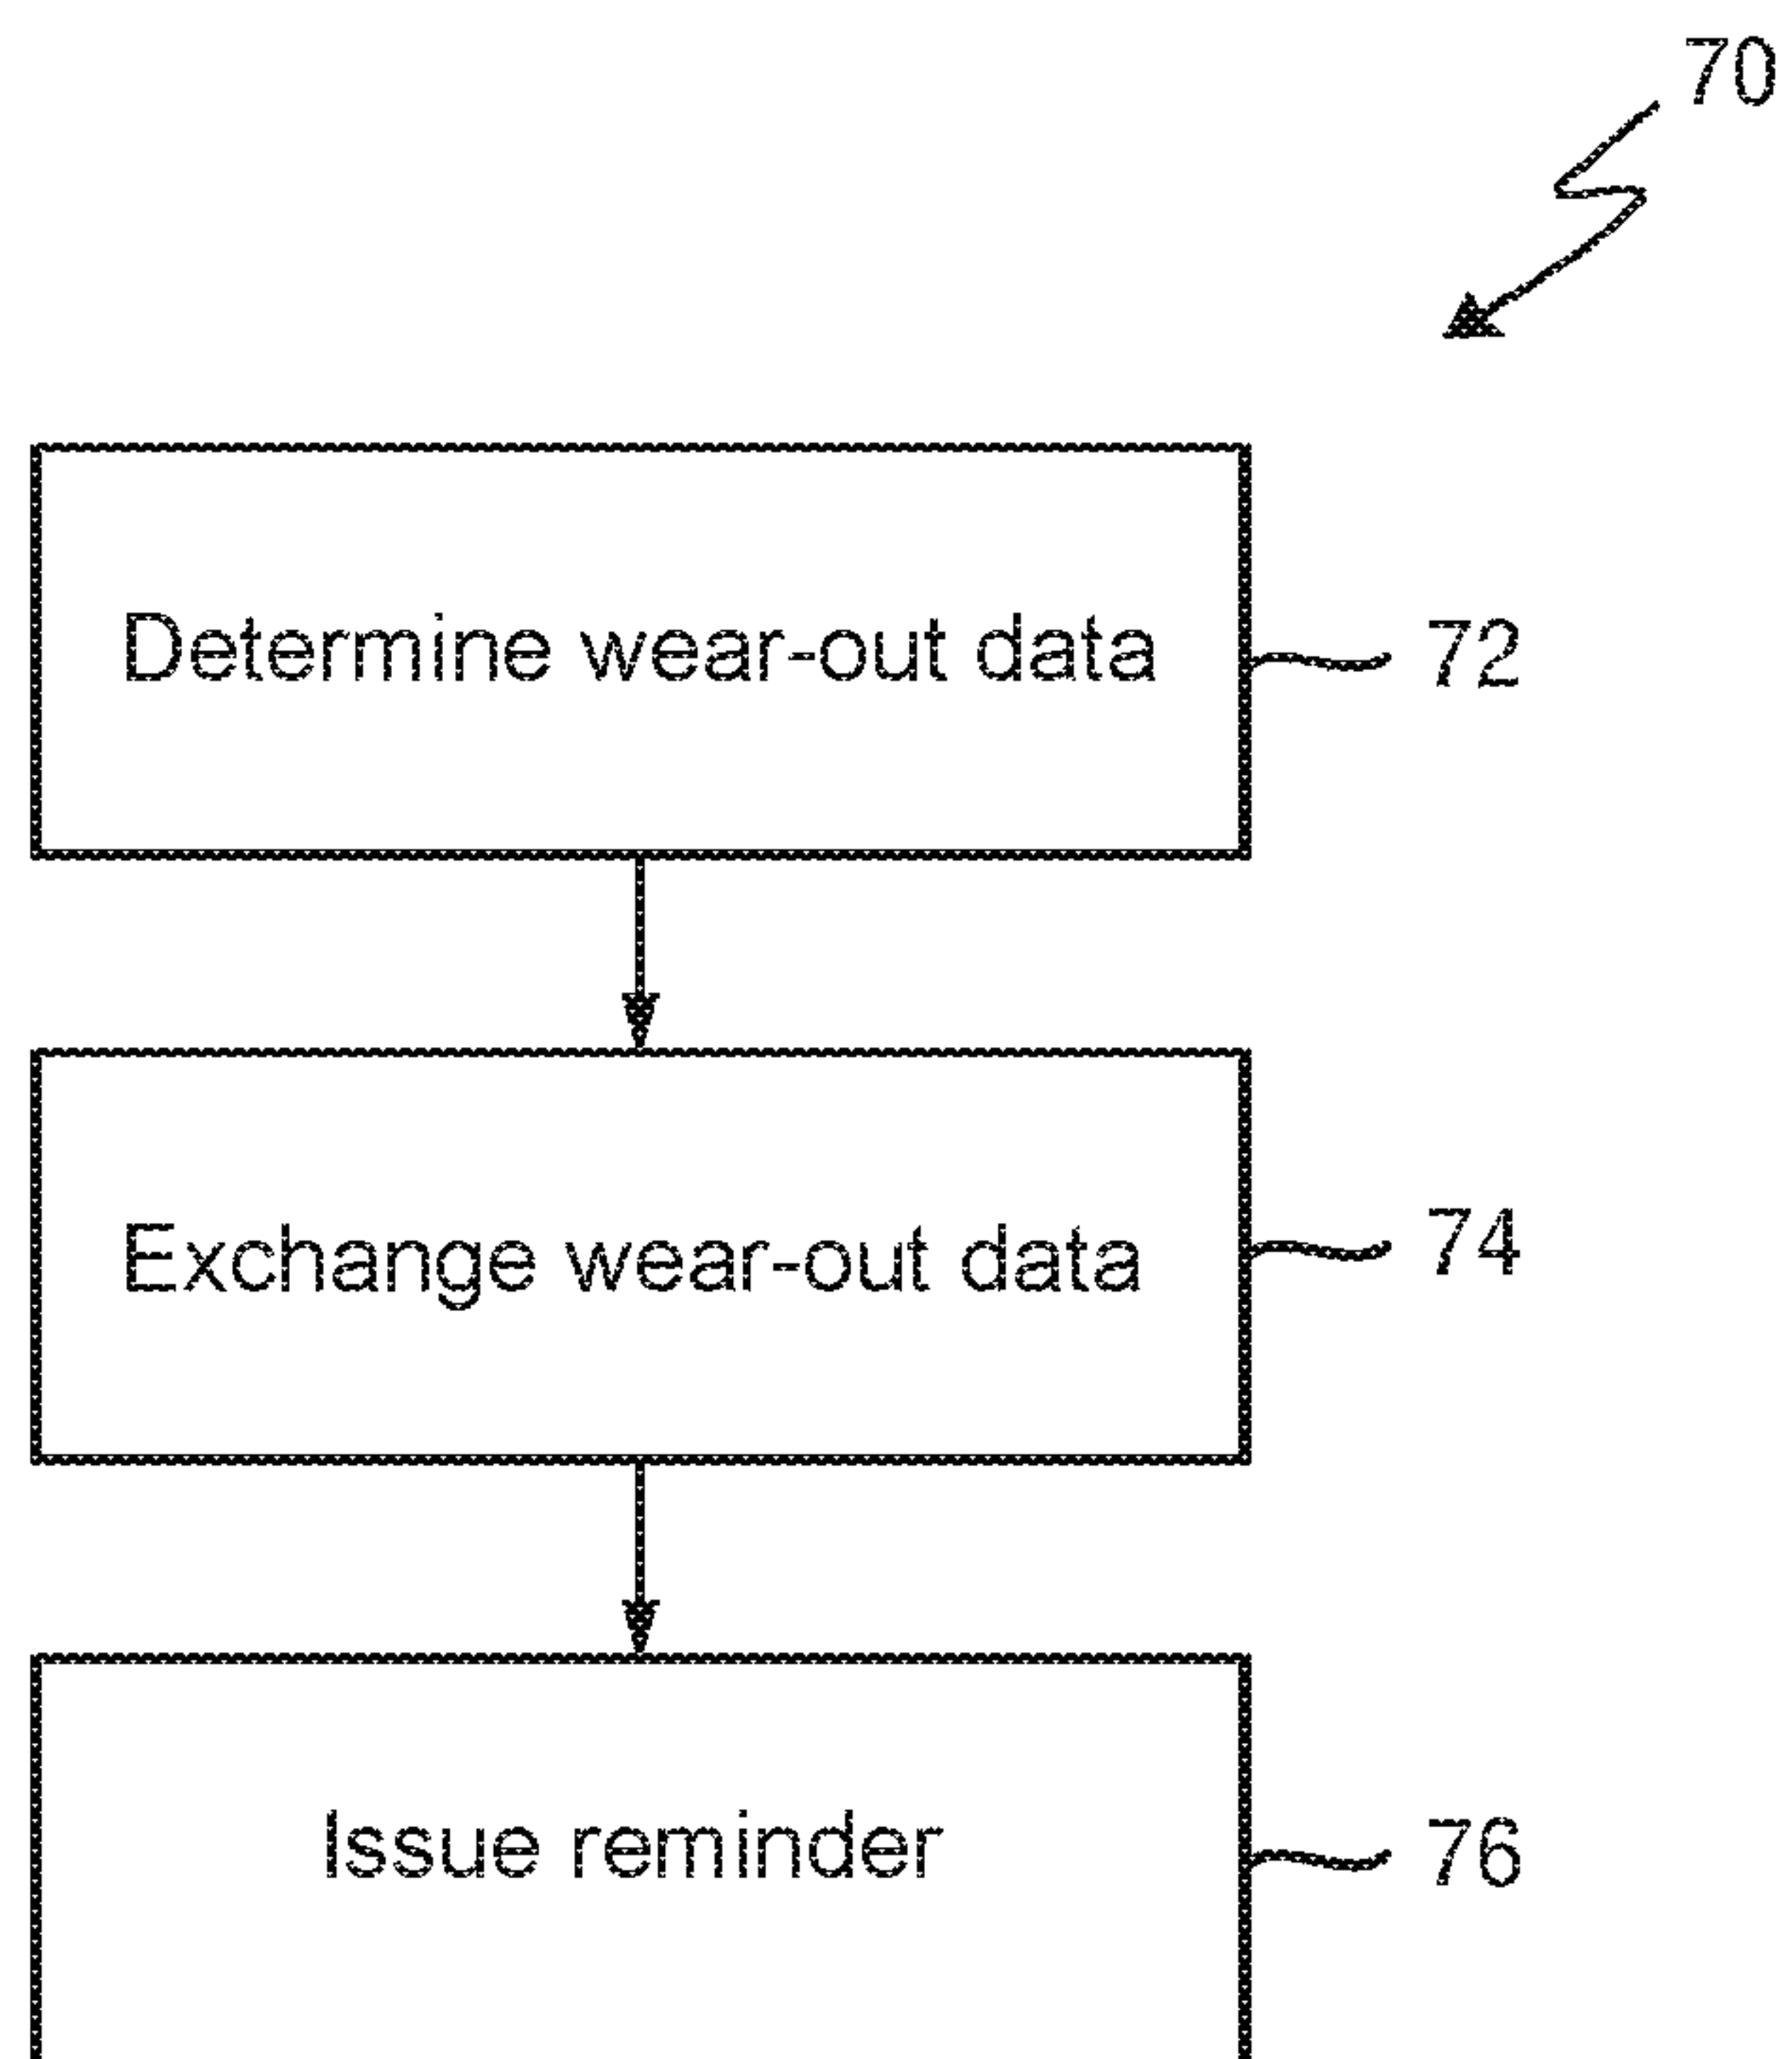 70
Determine wear-out data
72
Exchange wear-out data
74
Issue reminder
76